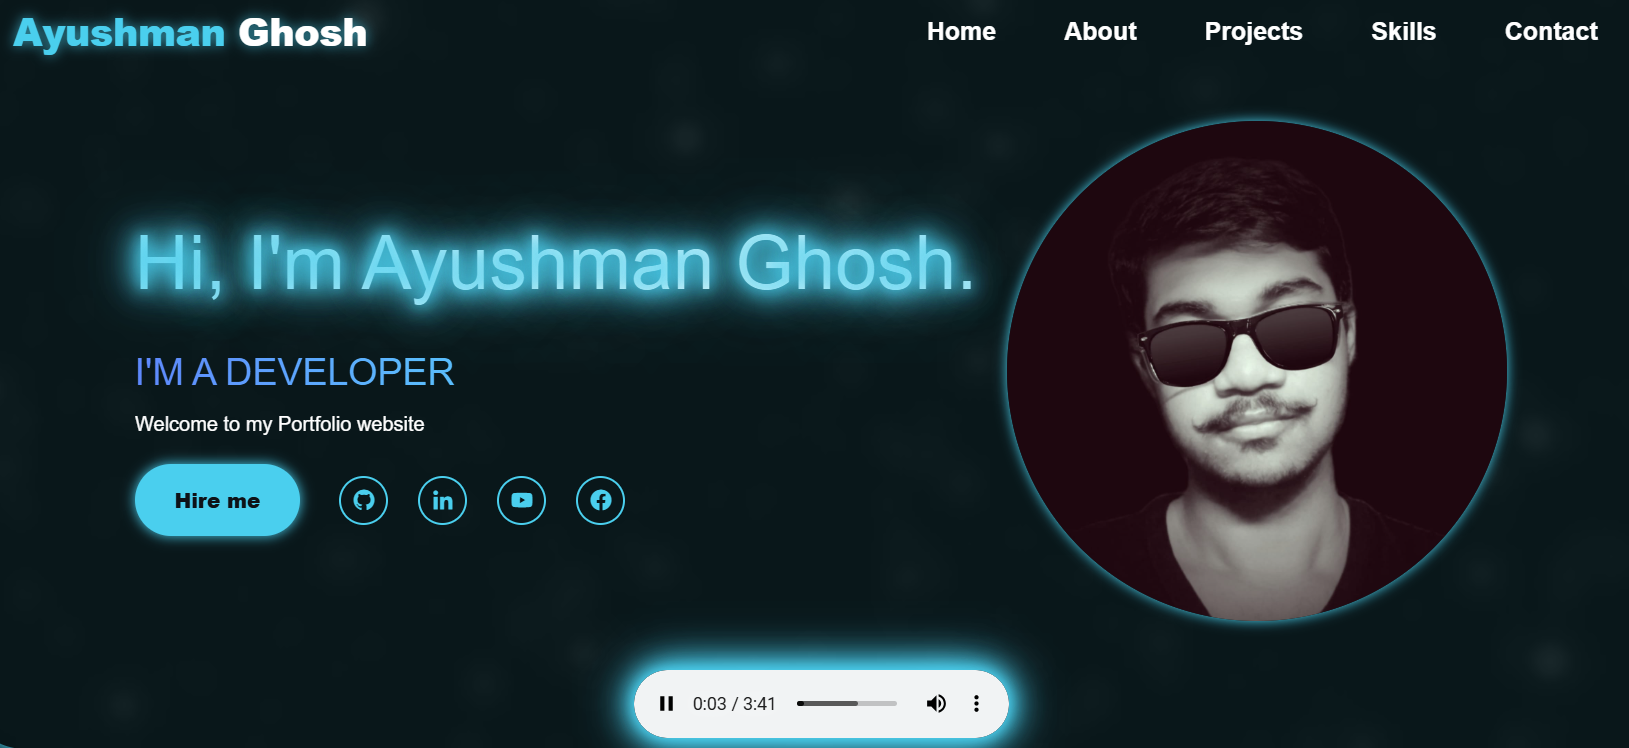 Ayushman Ghosh
Home About Projects Skills Contact
Hi, I'm Ayushman Ghosh.
I'M A DEVELOPER
Welcome to my Portfolio website
Hire me
0:03 / 3:41